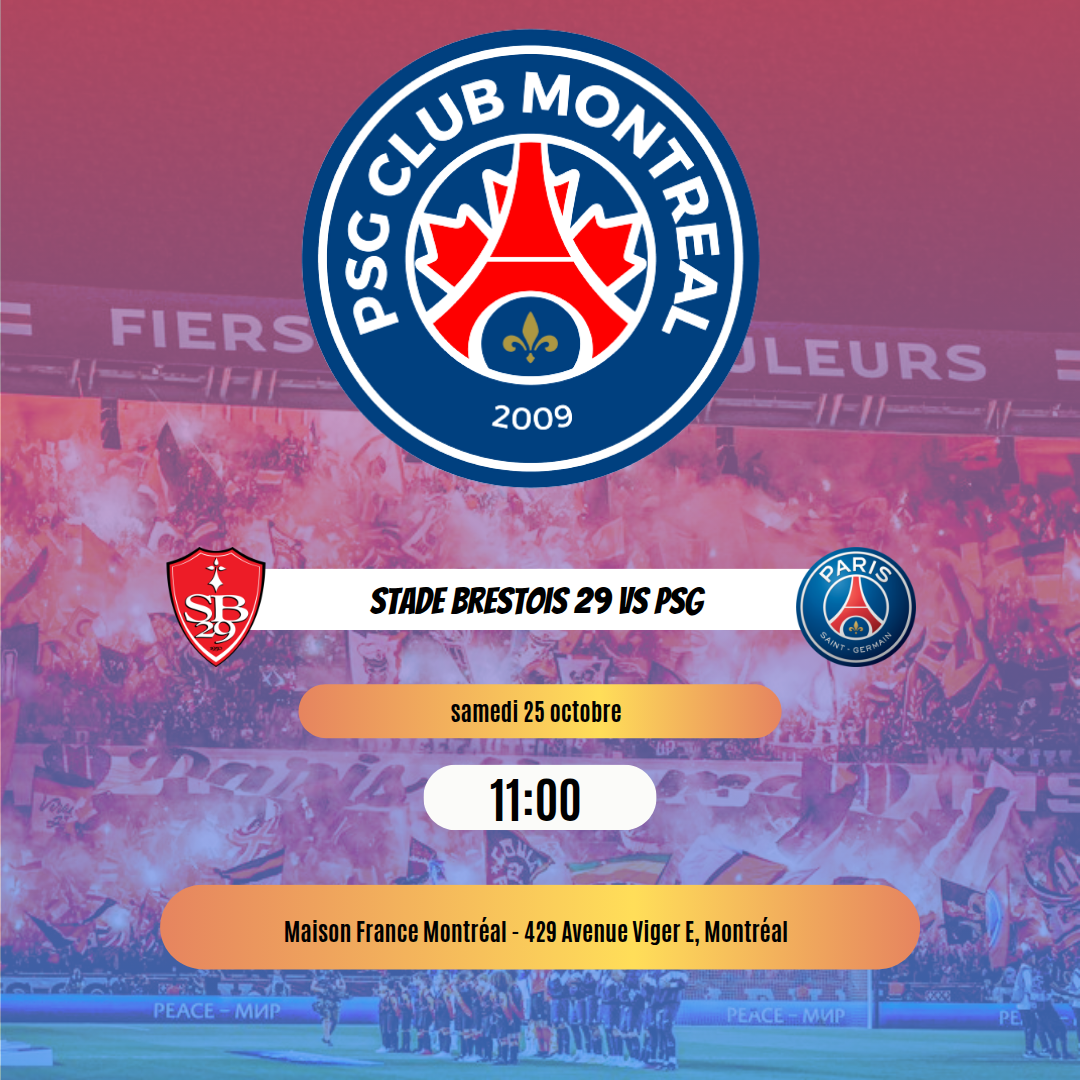 PSG CLUB MONTREAL
2009
FIERS
ULEURS
STADE BRESTOIS 29 VS PSG
SB
29
PARIS
SAINT-GERMAIN
samedi 25 octobre
11:00
Maison France Montréal - 429 Avenue Viger E, Montréal
PEACE – МИР
PEACE – МИР
PE